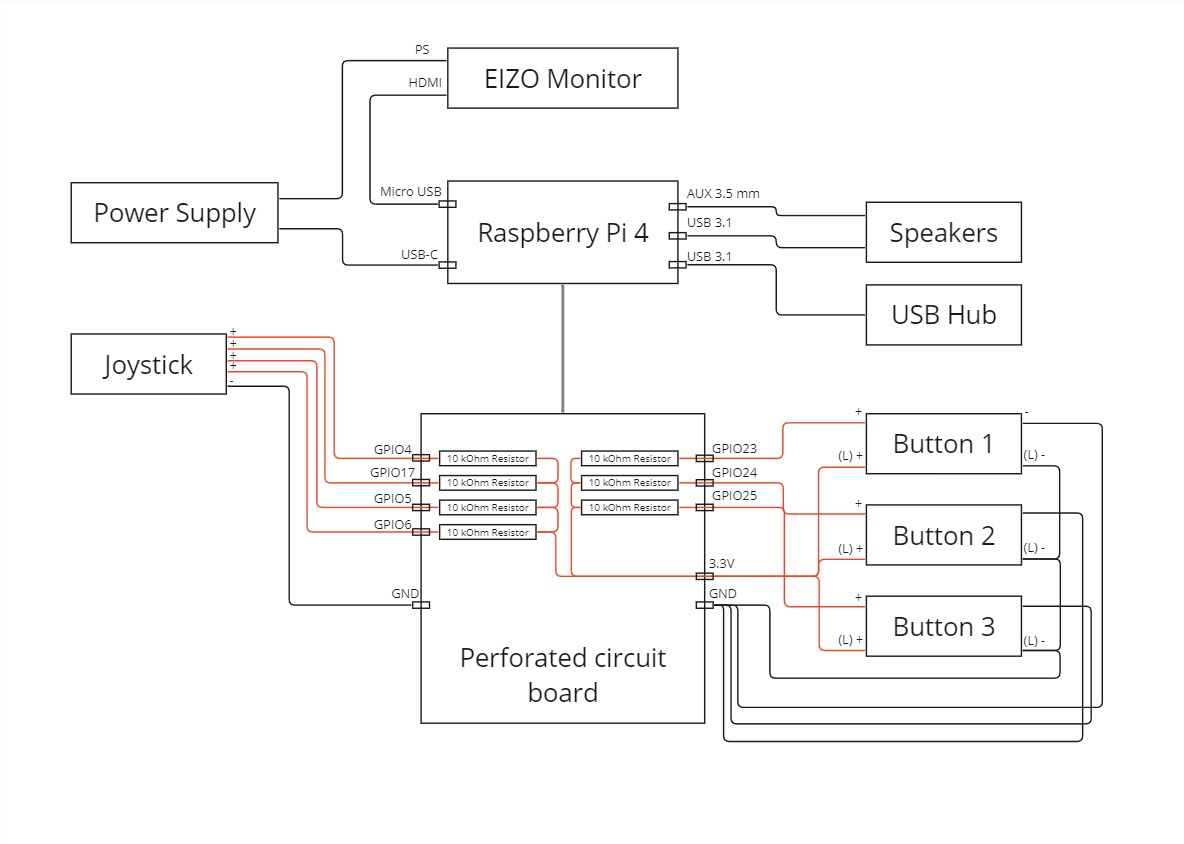 PS
HDMI
EIZO Monitor
Power Supply
Micro USB
USB-C
Raspberry Pi 4
AUX 3.5 mm
USB 3.1
USB 3.1
Speakers
USB Hub
Joystick
+
+
+
+
-
GPIO4
GPIO17
GPIO5
GPIO6
GND
10 kOhm Resistor
10 kOhm Resistor
10 kOhm Resistor
10 kOhm Resistor
10 kOhm Resistor
10 kOhm Resistor
10 kOhm Resistor
GPIO23
GPIO24
GPIO25
3.3V
GND
Perforated circuit
board
+
(L) +
Button 1
-
(L) -
+
(L) +
Button 2
(L) -
+
(L) +
Button 3
(L) -